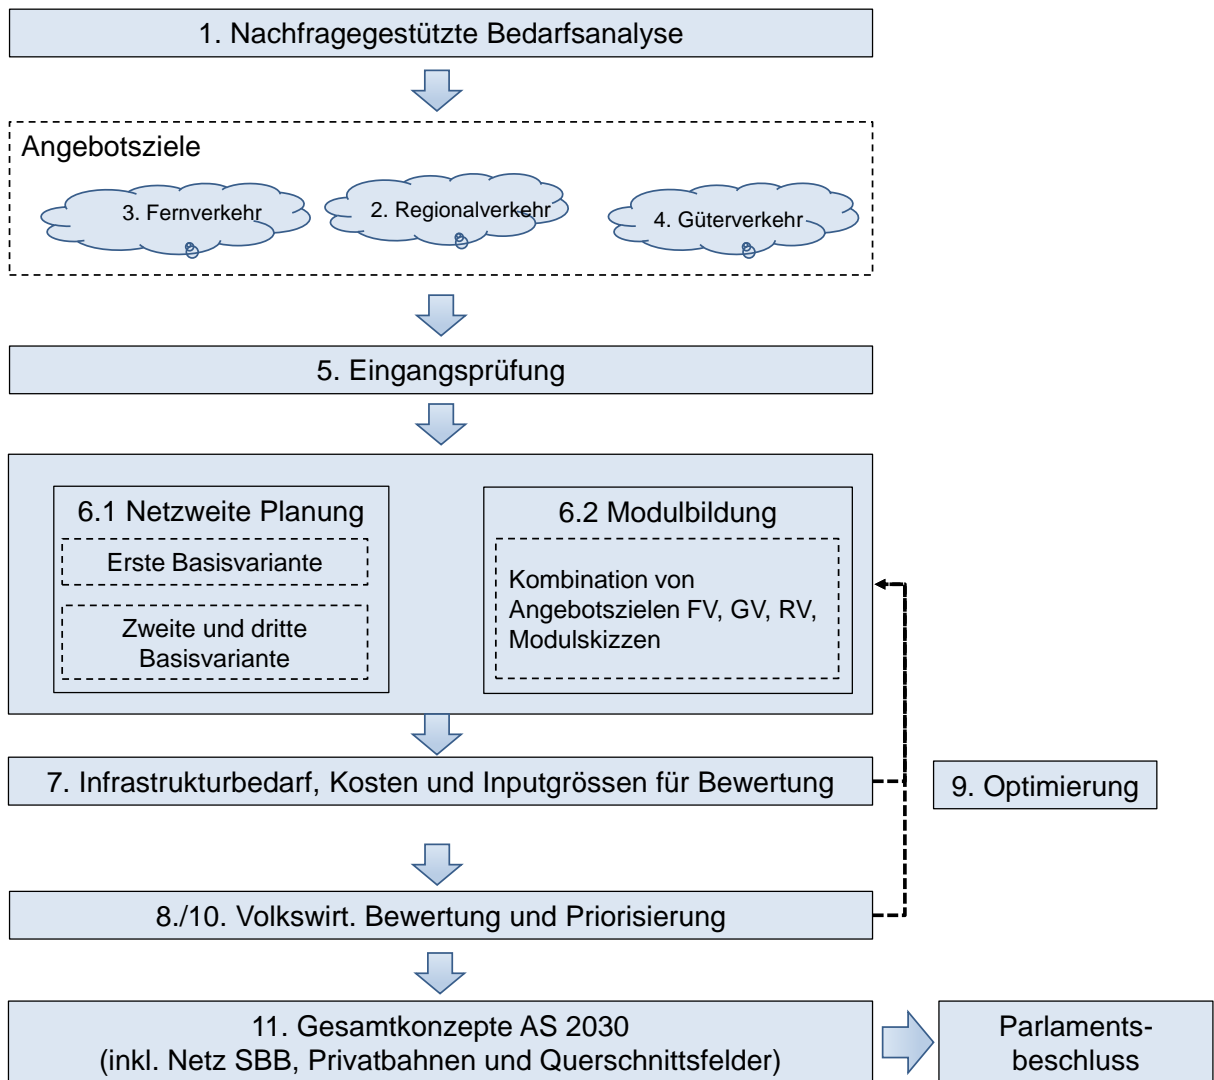 1. Nachfragegestützte Bedarfsanalyse
Angebotsziele
3. Fernverkehr
2. Regionalverkehr
4. Güterverkehr
5. Eingangsprüfung
6.1 Netzweite Planung
Erste Basisvariante
Zweite und dritte
Basisvariante
6.2 Modulbildung
Kombination von
Angebotszielen FV, GV, RV,
Modulskizzen
7. Infrastrukturbedarf, Kosten und Inputgrössen für Bewertung
9. Optimierung
8./10. Volkswirt. Bewertung und Priorisierung
11. Gesamtkonzepte AS 2030
(inkl. Netz SBB, Privatbahnen und Querschnittsfelder)
Parlaments-
beschluss